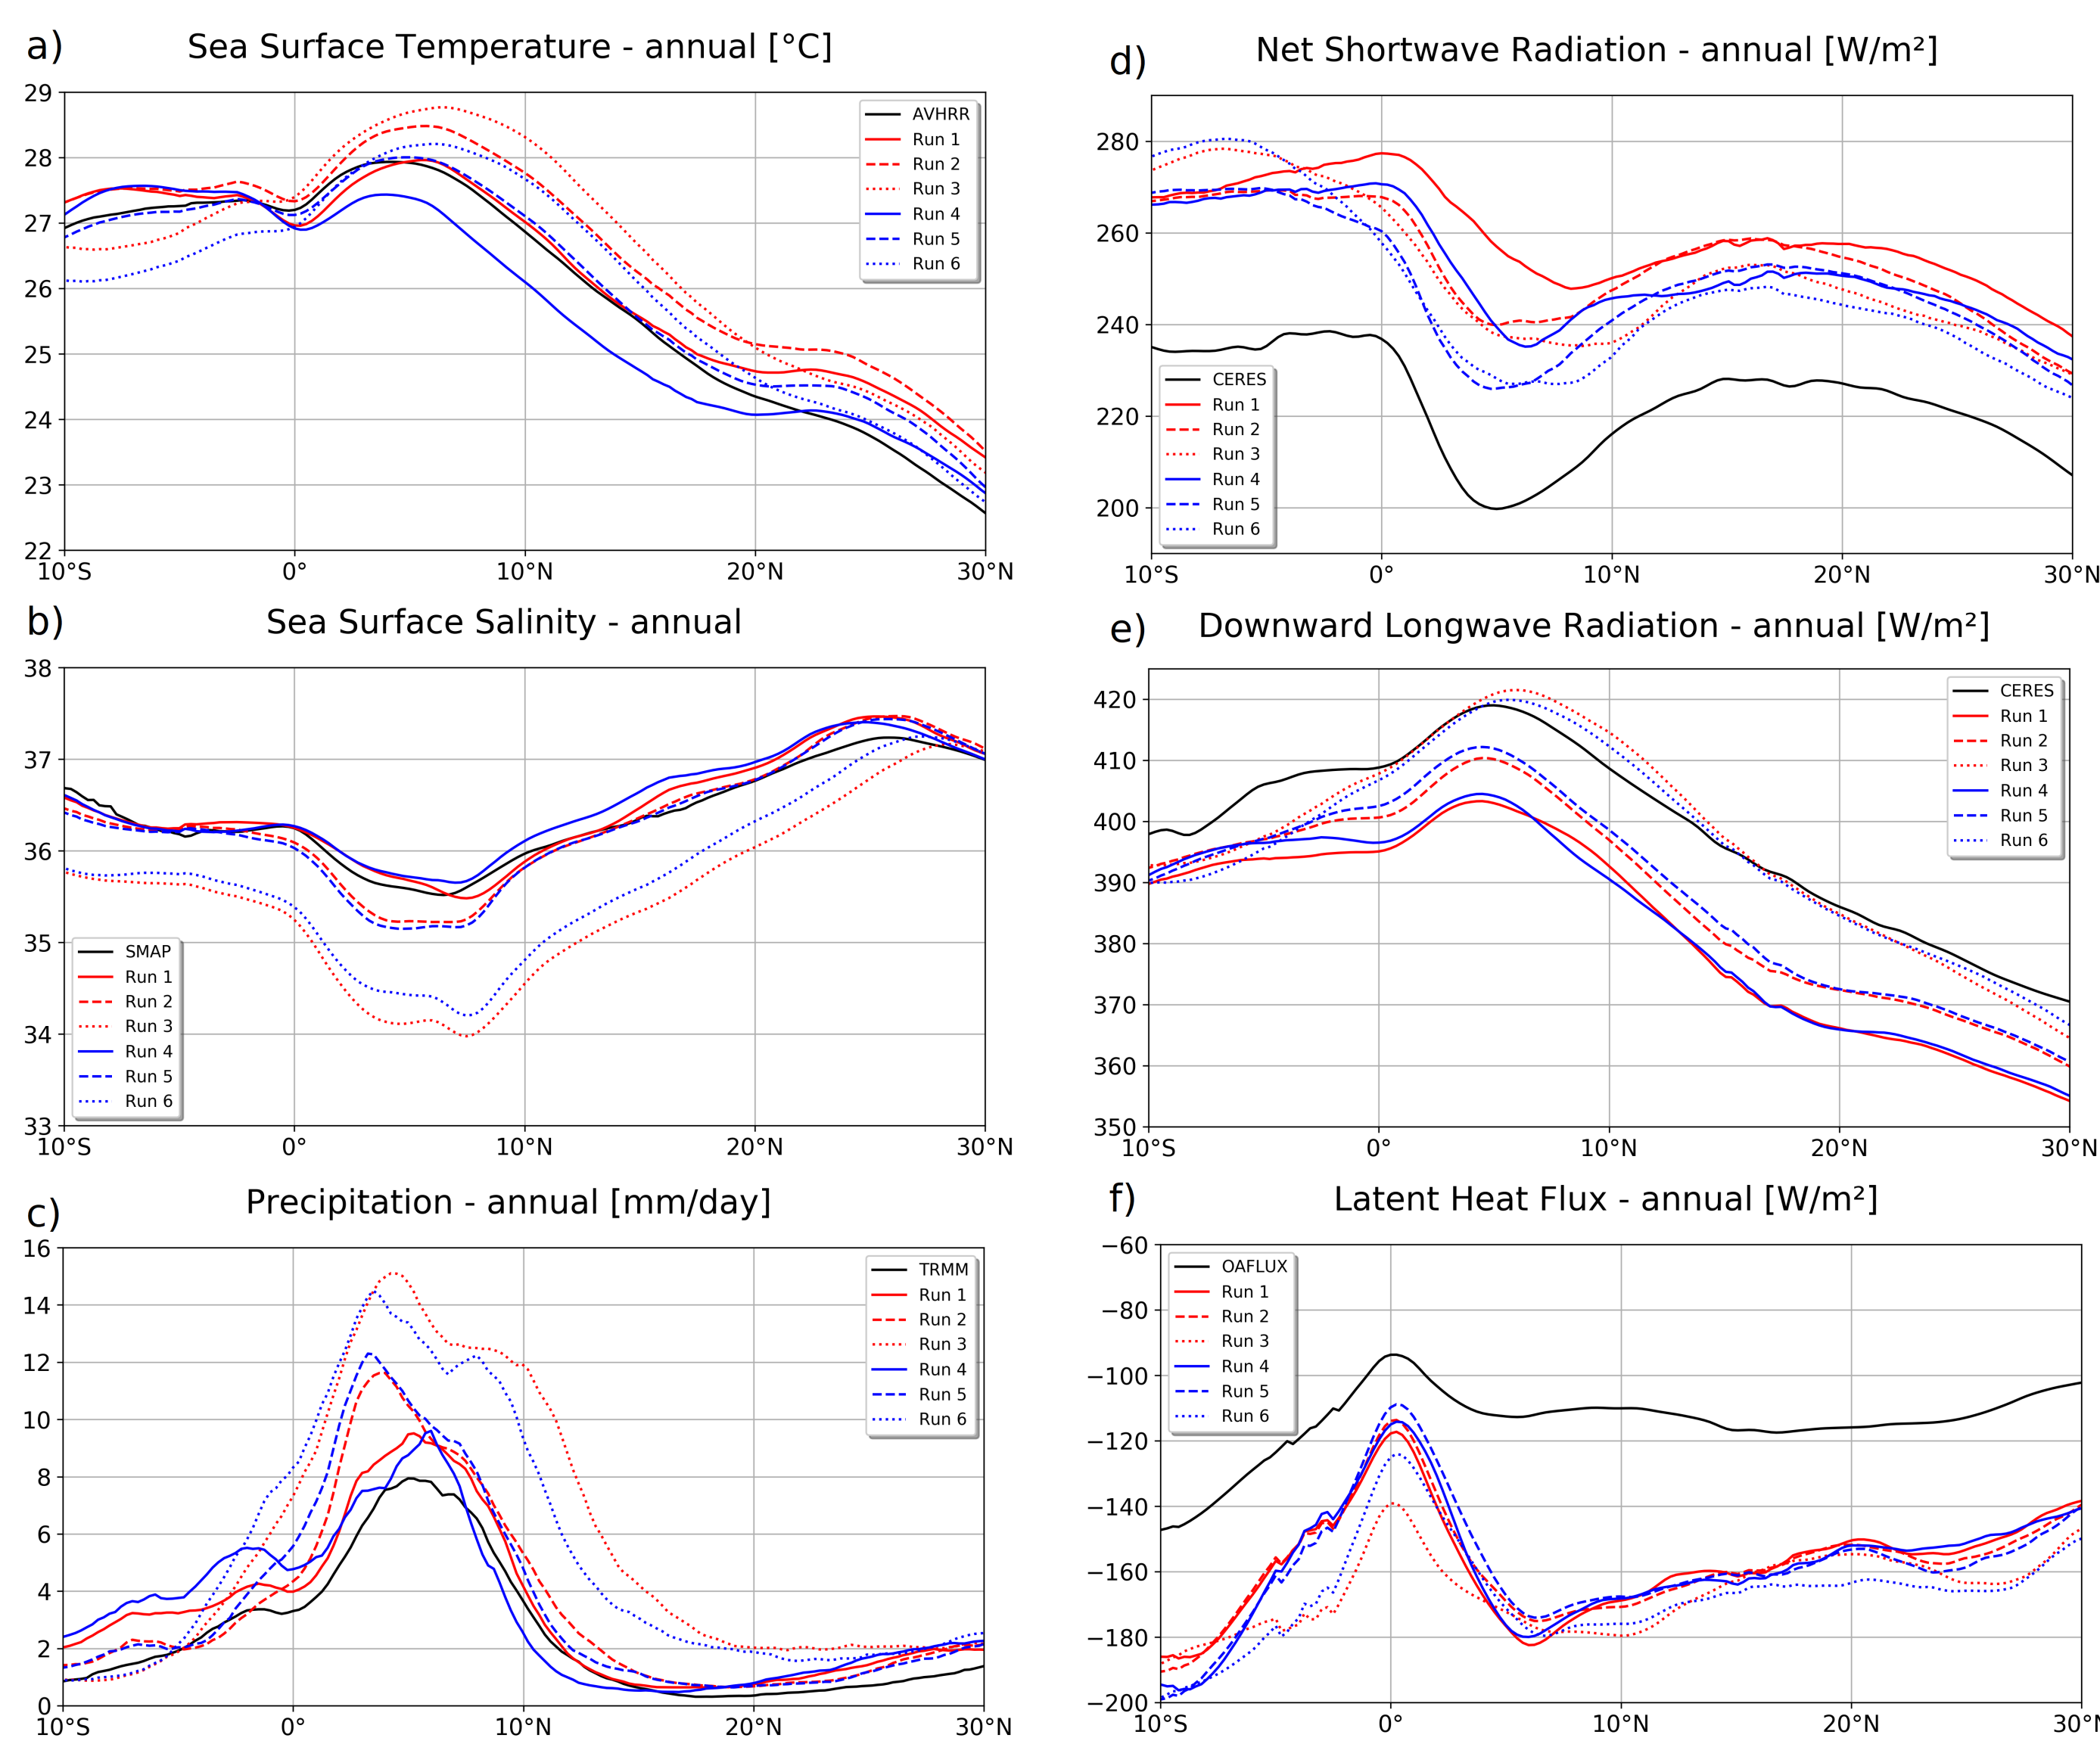 a)
Sea Surface Temperature - annual [°C]
29
28
27
26
25
24
23
22
10°S
0°
10°N
20°N
30°N
AVHRR
Run 1
Run 2
Run 3
Run 4
Run 5
Run 6
b)
Sea Surface Salinity - annual
38
37
36
35
34
33
10°S
0°
10°N
20°N
30°N
SMAP
Run 1
Run 2
Run 3
Run 4
Run 5
Run 6
c)
Precipitation - annual [mm/day]
16
14
12
10
8
6
4
2
0
10°S
0°
10°N
20°N
30°N
TRMM
Run 1
Run 2
Run 3
Run 4
Run 5
Run 6
d)
Net Shortwave Radiation - annual [W/m²]
280
260
240
220
200
10°S
0°
10°N
20°N
30°N
CERES
Run 1
Run 2
Run 3
Run 4
Run 5
Run 6
e)
Downward Longwave Radiation - annual [W/m²]
420
410
400
390
380
370
360
350
10°S
0°
10°N
20°N
30°N
CERES
Run 1
Run 2
Run 3
Run 4
Run 5
Run 6
f)
Latent Heat Flux - annual [W/m²]
−60
−80
−100
−120
−140
−160
−180
−200
10°S
0°
10°N
20°N
30°N
OAFLUX
Run 1
Run 2
Run 3
Run 4
Run 5
Run 6